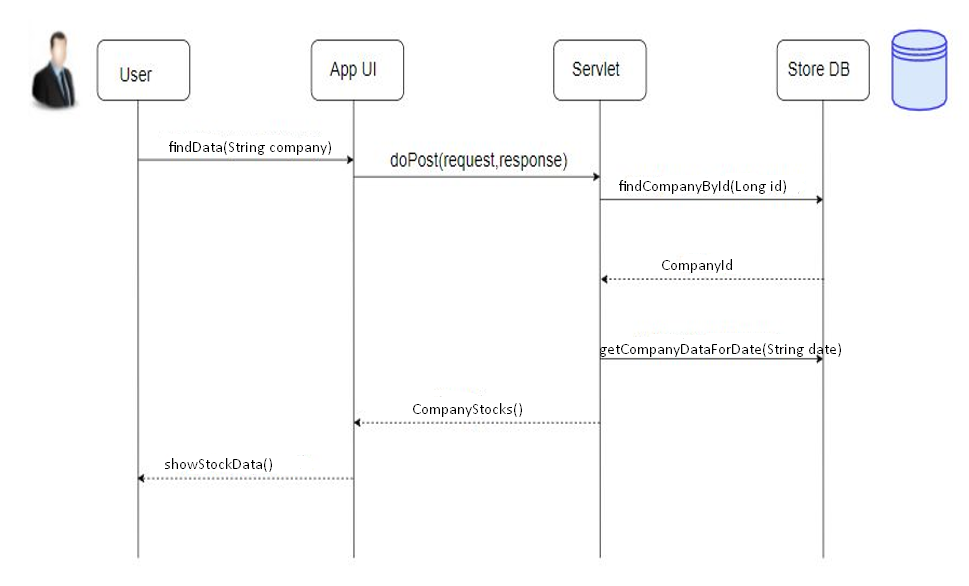 User
App UI
Servlet
Store DB
findData(String company)
doPost(request,response)
findCompanyById(Long id)
CompanyId
getCompanyDataForDate(String date)
CompanyStocks()
showStockData()